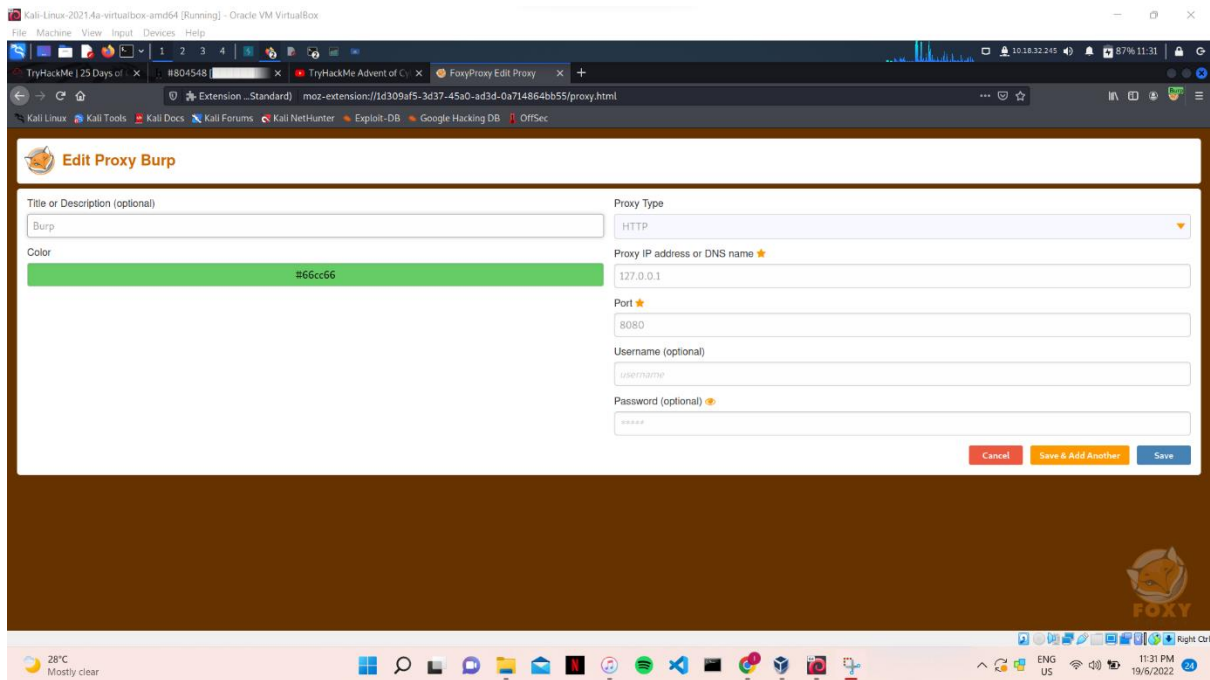 Kali-Linux-2021.4a-virtualbox-amd64 [Running] - Oracle VM VirtualBox
File Machine View Input Devices Help
1 2 3 4 10.18.32.245 87% 11:31
TryHackMe | 25 Days of #804548 [ TryHackMe Advent of Cy FoxyProxy Edit Proxy
Extension ...Standard) moz-extension://1d309af5-3d37-45a0-ad3d-0a714864bb55/proxy.html
Kali Linux Kali Tools Kali Docs Kali Forums Kali NetHunter Exploit-DB Google Hacking DB OffSec
Edit Proxy Burp
Title or Description (optional)
Burp
Color
#66cc66
Proxy Type
HTTP
Proxy IP address or DNS name
127.0.0.1
Port
8080
Username (optional)
username
Password (optional)
*****
Cancel Save & Add Another Save
FOXY
Right Ctrl
28°C
Mostly clear
ENG
US
11:31 PM
19/6/2022
24